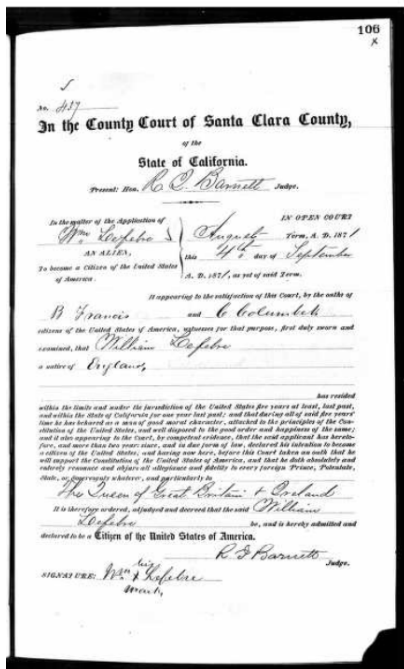 106
x
No. 437
In the County Court of Santa Clara County,
of the
State of California.
Present: Hon. R. I. Barnett Judge.
In the matter of the Application of
Wm. Lefebre
AN ALIEN,
To become a Citizen of the United States
of America.
IN OPEN COURT
August Term, A. D. 1871
this 4th day of September
A. D. 1871, as yet of said Term.
It appearing to the satisfaction of this Court, by the oaths of
B Francis and C Columbet
citizens of the United States of America, witnesses for that purpose, first duly sworn and
examined, that William Lefebre
a native of England,
has resided
within the limits and under the jurisdiction of the United States five years at least, last past,
and within the State of California for one year last past; and that during all of said five years'
time he has behaved as a man of good moral character, attached to the principles of the Con-
stitution of the United States, and well disposed to the good order and happiness of the same;
and it also appearing to the Court, by competent evidence, that the said applicant has hereto-
fore, and more than two years since, and in due form of law, declared his intention to become
a citizen of the United States; and having now here, before this Court taken an oath that he
will support the Constitution of the United States of America, and that he doth absolutely and
entirely renounce and abjure all allegiance and fidelity to every foreign Prince, Potentate,
State, or Sovereignty whatever, and particularly to
The Queen of Great Britain & Ireland
It is therefore ordered, adjudged and decreed that the said William
Lefebre be, and is hereby admitted and
declared to be a Citizen of the United States of America.
R. I. Barnett
Judge.
SIGNATURE: Wm his x Lefebre
mark,